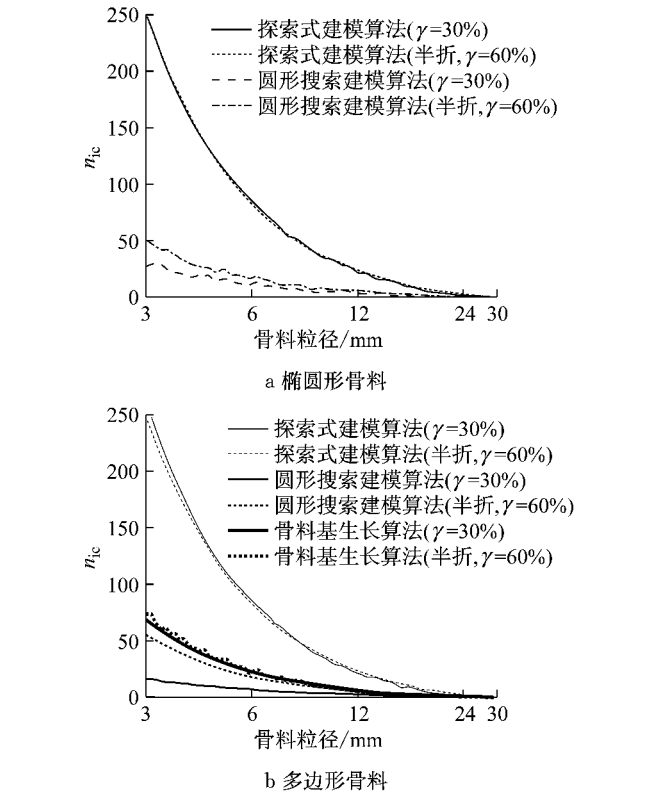 250
200
150
100
50
0
n_ic
探索式建模算法(γ=30%)
探索式建模算法(半折,γ=60%)
圆形搜索建模算法(γ=30%)
圆形搜索建模算法(半折,γ=60%)
3 6 12 24 30
骨料粒径/mm
a 椭圆形骨料
250
200
150
100
50
0
n_ic
探索式建模算法(γ=30%)
探索式建模算法(半折,γ=60%)
圆形搜索建模算法(γ=30%)
圆形搜索建模算法(半折,γ=60%)
骨料基生长算法(γ=30%)
骨料基生长算法(半折,γ=60%)
3 6 12 24 30
骨料粒径/mm
b 多边形骨料